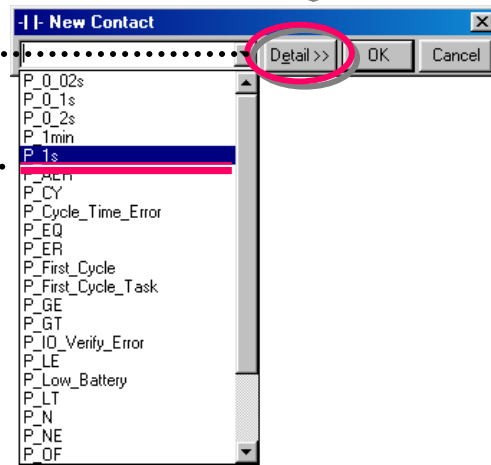 -| |- New Contact
Detail >> OK Cancel
P_0_02s
P_0_1s
P_0_2s
P_1min
P_1s
P_AER
P_CY
P_Cycle_Time_Error
P_EQ
P_ER
P_First_Cycle
P_First_Cycle_Task
P_GE
P_GT
P_IO_Verify_Error
P_LE
P_Low_Battery
P_LT
P_N
P_NE
P_OF